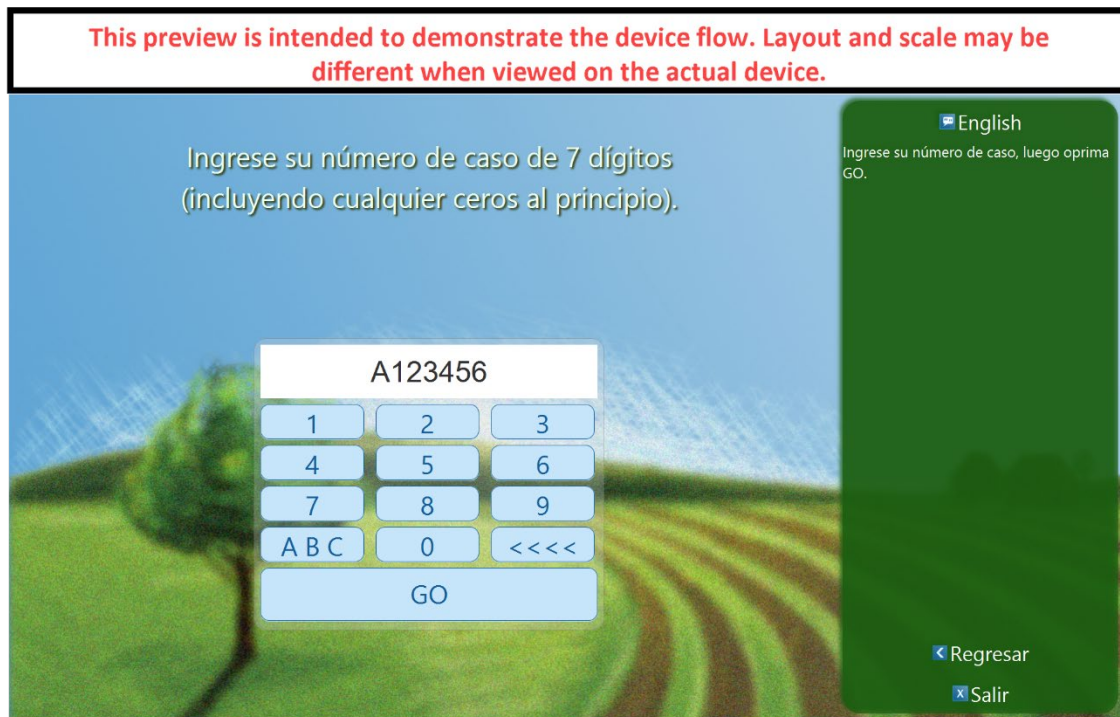 This preview is intended to demonstrate the device flow. Layout and scale may be
different when viewed on the actual device.
Ingrese su número de caso de 7 dígitos
(incluyendo cualquier ceros al principio).
A123456
1 2 3
4 5 6
7 8 9
A B C 0 <<<<
GO
English
Ingrese su número de caso, luego oprima
GO.
Regresar
Salir